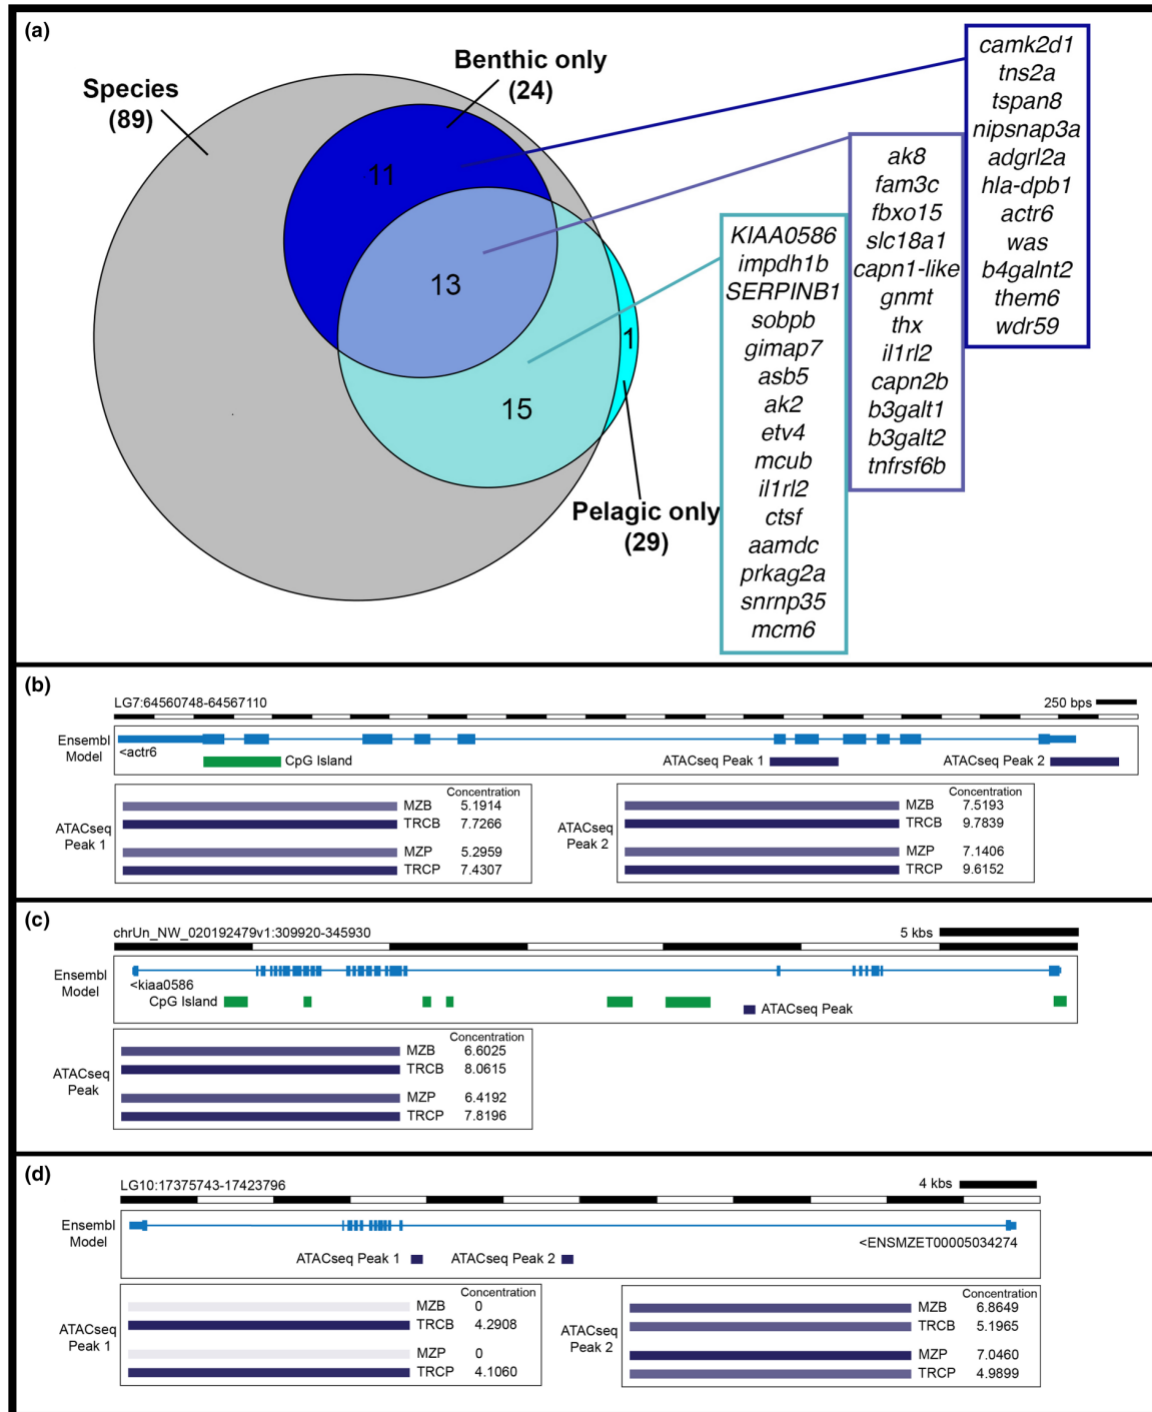 (a)
Species
(89)
Benthic only
(24)
11
13
15
1
Pelagic only
(29)
camk2d1
tns2a
tspan8
nipsnap3a
adgrl2a
hla-dpb1
actr6
was
b4galnt2
them6
wdr59
ak8
fam3c
fbxo15
slc18a1
capn1-like
gnmt
thx
il1rl2
capn2b
b3galt1
b3galt2
tnfrsf6b
KIAA0586
impdh1b
SERPINB1
sobpb
gimap7
asb5
ak2
etv4
mcub
il1rl2
ctsf
aamdc
prkag2a
snrnp35
mcm6
(b)
LG7:64560748-64567110
250 bps
Ensembl
Model
<actr6
CpG Island
ATACseq Peak 1
ATACseq Peak 2
ATACseq
Peak 1
Concentration
MZB 5.1914
TRCB 7.7266
MZP 5.2959
TRCP 7.4307
ATACseq
Peak 2
Concentration
MZB 7.5193
TRCB 9.7839
MZP 7.1406
TRCP 9.6152
(c)
chrUn_NW_020192479v1:309920-345930
5 kbs
Ensembl
Model
<kiaa0586
CpG Island
ATACseq Peak
ATACseq
Peak
Concentration
MZB 6.6025
TRCB 8.0615
MZP 6.4192
TRCP 7.8196
(d)
LG10:17375743-17423796
4 kbs
Ensembl
Model
<ENSMZET00005034274
ATACseq Peak 1
ATACseq Peak 2
ATACseq
Peak 1
Concentration
MZB 0
TRCB 4.2908
MZP 0
TRCP 4.1060
ATACseq
Peak 2
Concentration
MZB 6.8649
TRCB 5.1965
MZP 7.0460
TRCP 4.9899